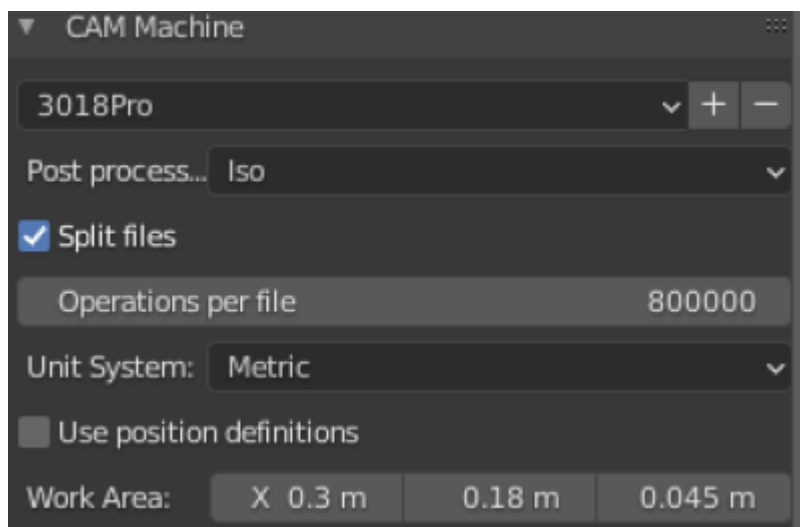 CAM Machine
3018Pro
Post process... Iso
Split files
Operations per file 800000
Unit System: Metric
Use position definitions
Work Area: X 0.3 m 0.18 m 0.045 m